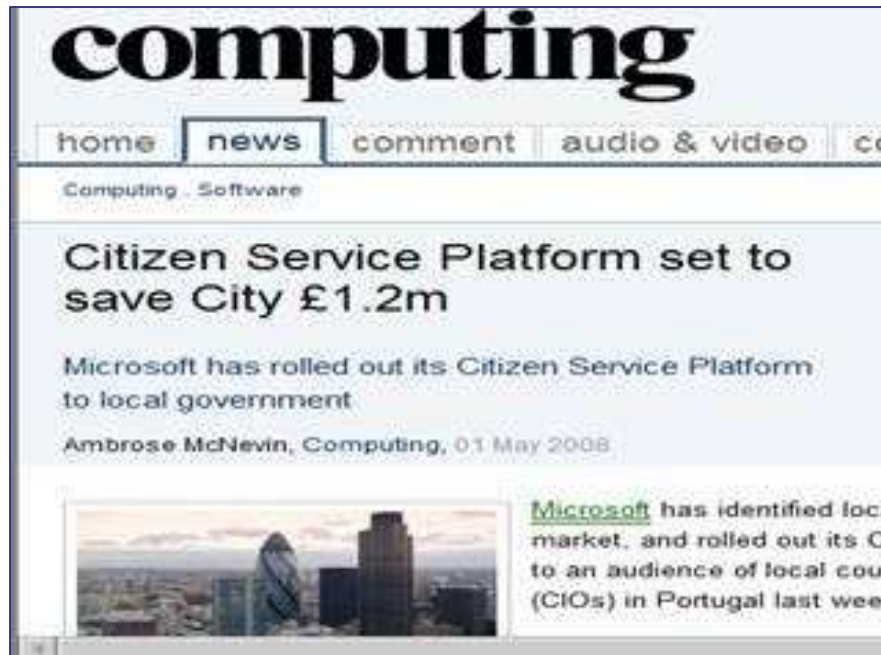 computing
home news comment audio & video co
Computing . Software
Citizen Service Platform set to
save City £1.2m
Microsoft has rolled out its Citizen Service Platform
to local government
Ambrose McNevin, Computing, 01 May 2008
Microsoft has identified loc
market, and rolled out its C
to an audience of local cou
(CIOs) in Portugal last wee